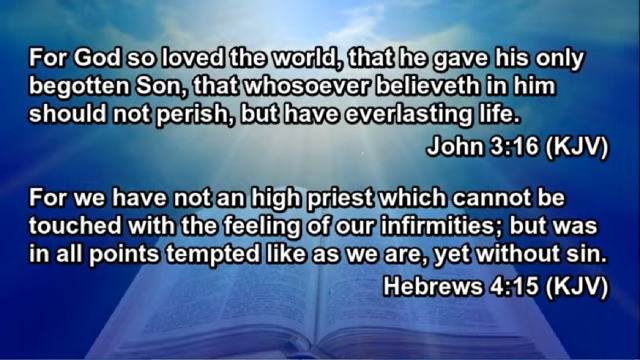 For God so loved the world, that he gave his only
begotten Son, that whosoever believeth in him
should not perish, but have everlasting life.
John 3:16 (KJV)
For we have not an high priest which cannot be
touched with the feeling of our infirmities; but was
in all points tempted like as we are, yet without sin.
Hebrews 4:15 (KJV)